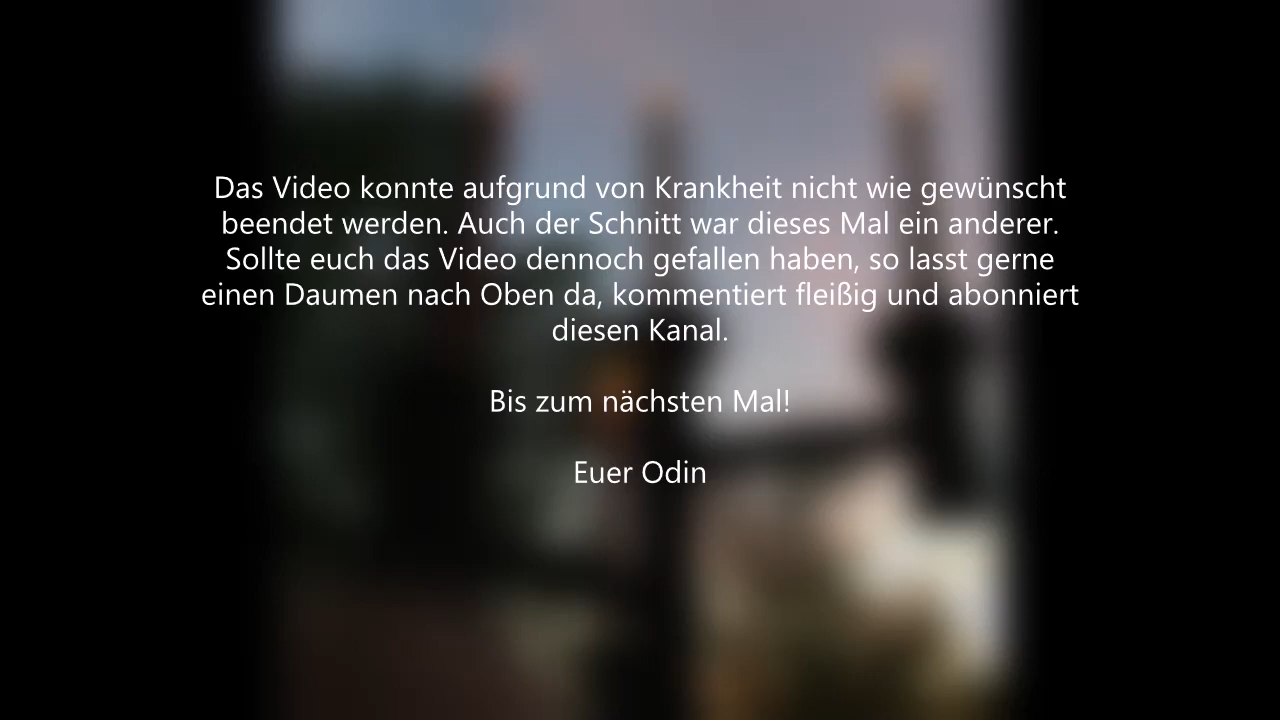 Das Video konnte aufgrund von Krankheit nicht wie gewünscht
beendet werden. Auch der Schnitt war dieses Mal ein anderer.
Sollte euch das Video dennoch gefallen haben, so lasst gerne
einen Daumen nach Oben da, kommentiert fleißig und abonniert
diesen Kanal.
Bis zum nächsten Mal!
Euer Odin